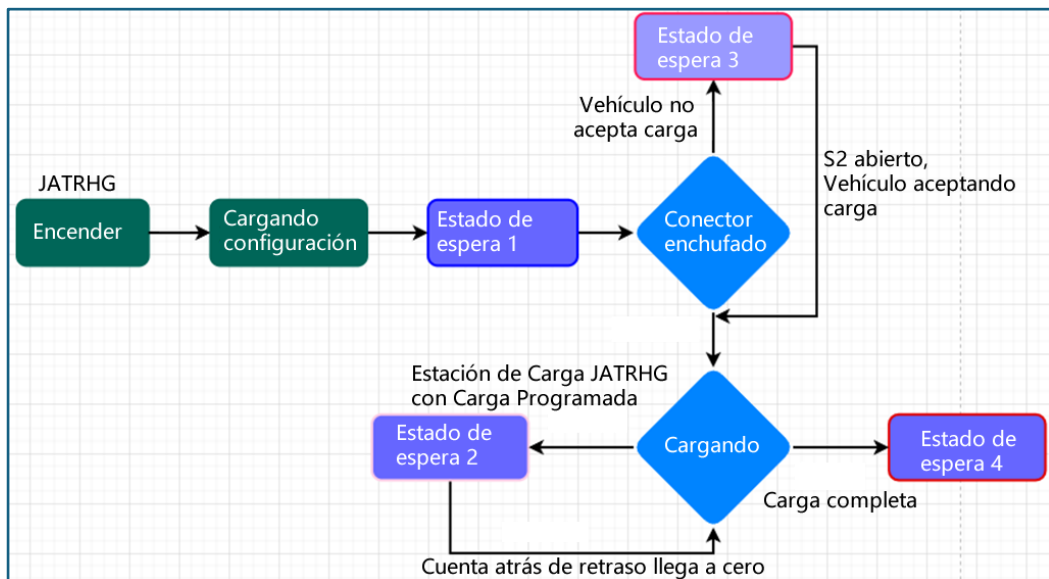 Estado de
espera 3
Vehículo no
acepta carga
S2 abierto,
Vehículo aceptando
carga
JATRHG
Encender
Cargando
configuración
Estado de
espera 1
Conector
enchufado
Estación de Carga JATRHG
con Carga Programada
Estado de
espera 2
Cargando
Estado de
espera 4
Carga completa
Cuenta atrás de retraso llega a cero